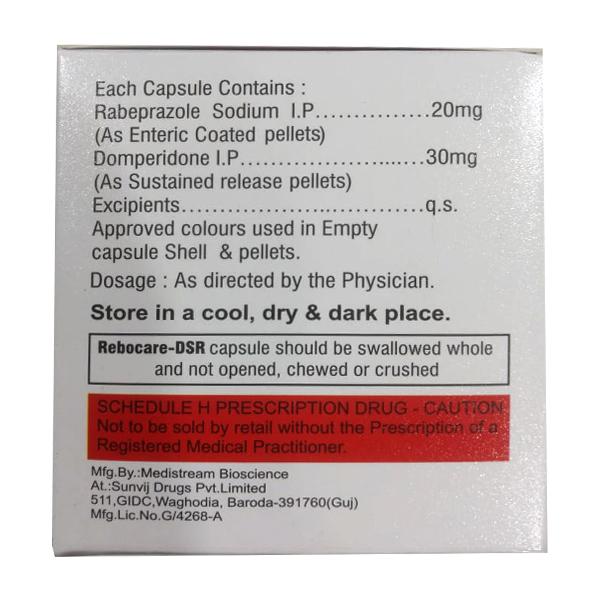 Each Capsule Contains :
Rabeprazole Sodium I.P...............20mg
(As Enteric Coated pellets)
Domperidone I.P.........................30mg
(As Sustained release pellets)
Excipients..................................q.s.
Approved colours used in Empty
capsule Shell & pellets.
Dosage : As directed by the Physician.
Store in a cool, dry & dark place.
Rebocare-DSR capsule should be swallowed whole
and not opened, chewed or crushed
SCHEDULE H PRESCRIPTION DRUG - CAUTION
Not to be sold by retail without the Prescription of a
Registered Medical Practitioner.
Mfg.By.:Medistream Bioscience
At.:Sunvij Drugs Pvt.Limited
511,GIDC,Waghodia, Baroda-391760(Guj)
Mfg.Lic.No.G/4268-A